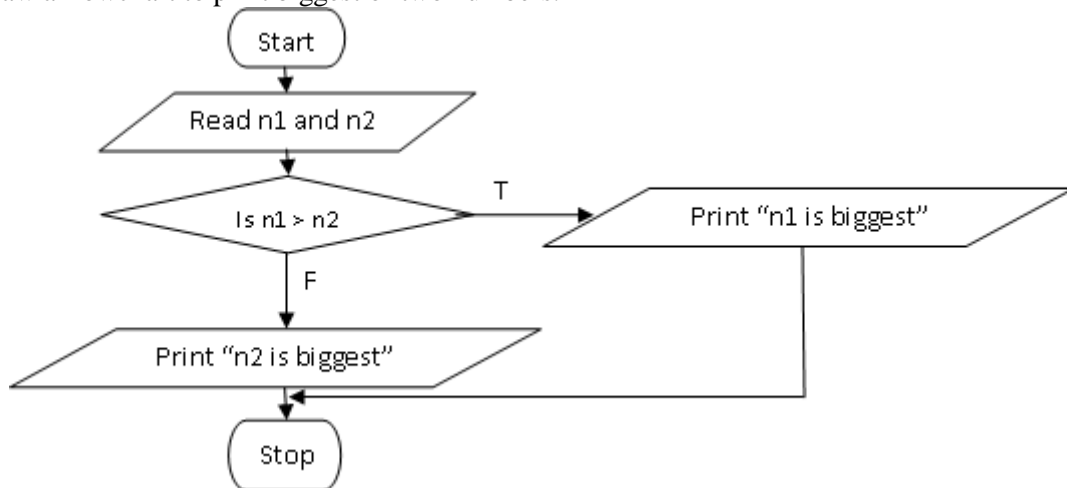 Start
Read n1 and n2
T
Is n1 > n2
Print “n1 is biggest”
F
Print “n2 is biggest”
Stop